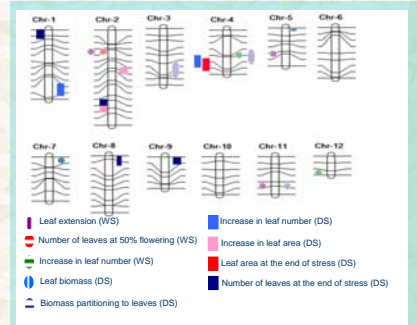 Chr-1 Chr-2 Chr-3 Chr-4 Chr-5 Chr-6
Chr-7 Chr-8 Chr-9 Chr-10 Chr-11 Chr-12
Leaf extension (WS)
Number of leaves at 50% flowering (WS)
Increase in leaf number (WS)
Leaf biomass (DS)
Biomass partitioning to leaves (DS)
Increase in leaf number (DS)
Increase in leaf area (DS)
Leaf area at the end of stress (DS)
Number of leaves at the end of stress (DS)